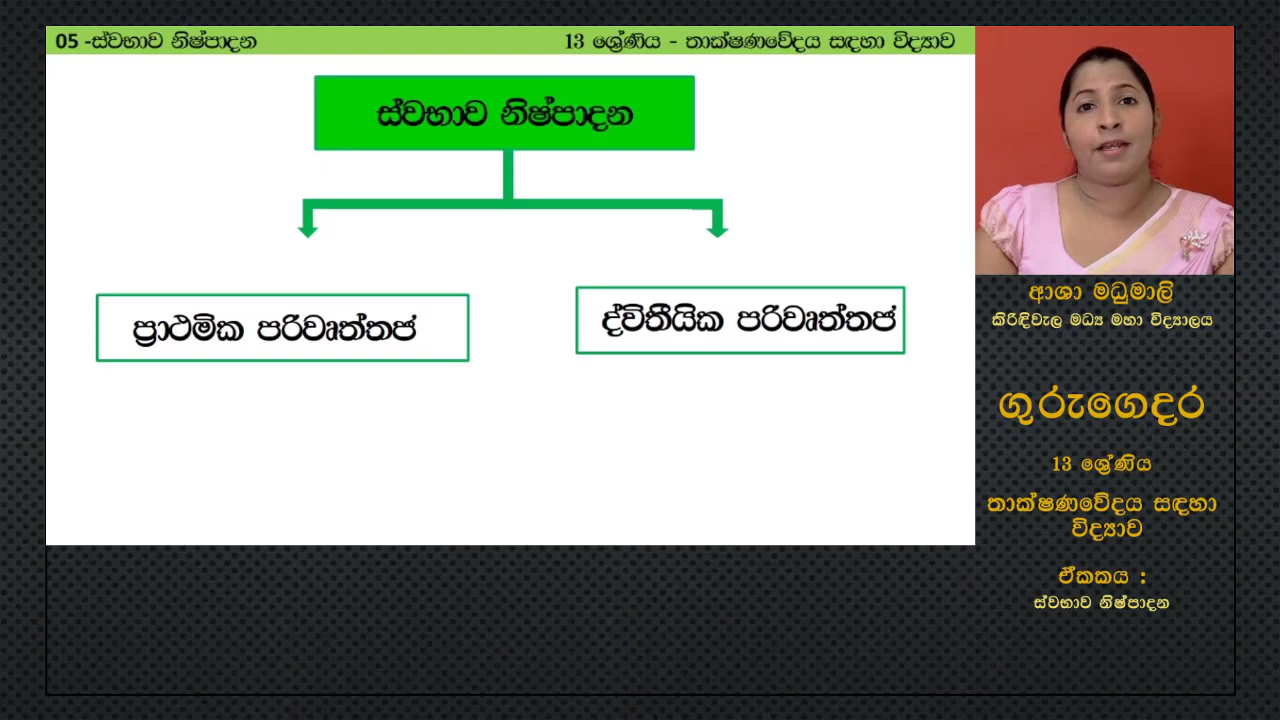 05 -ස්වභාව නිෂ්පාදන
13 ශ්‍රේණිය - තාක්ෂණවේදය සඳහා විද්‍යාව
ස්වභාව නිෂ්පාදන
ප්‍රාථමික පරිවෘත්තජ
ද්විතීයික පරිවෘත්තජ
ආශා මධුමාලි
කිරිඳිවැල මධ්‍ය මහා විද්‍යාලය
ගුරුගෙදර
13 ශ්‍රේණිය
තාක්ෂණවේදය සඳහා
විද්‍යාව
ඒකකය :
ස්වභාව නිෂ්පාදන